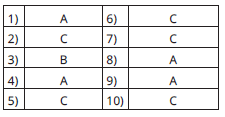 1) A 6) C
2) C 7) C
3) B 8) A
4) A 9) A
5) C 10) C